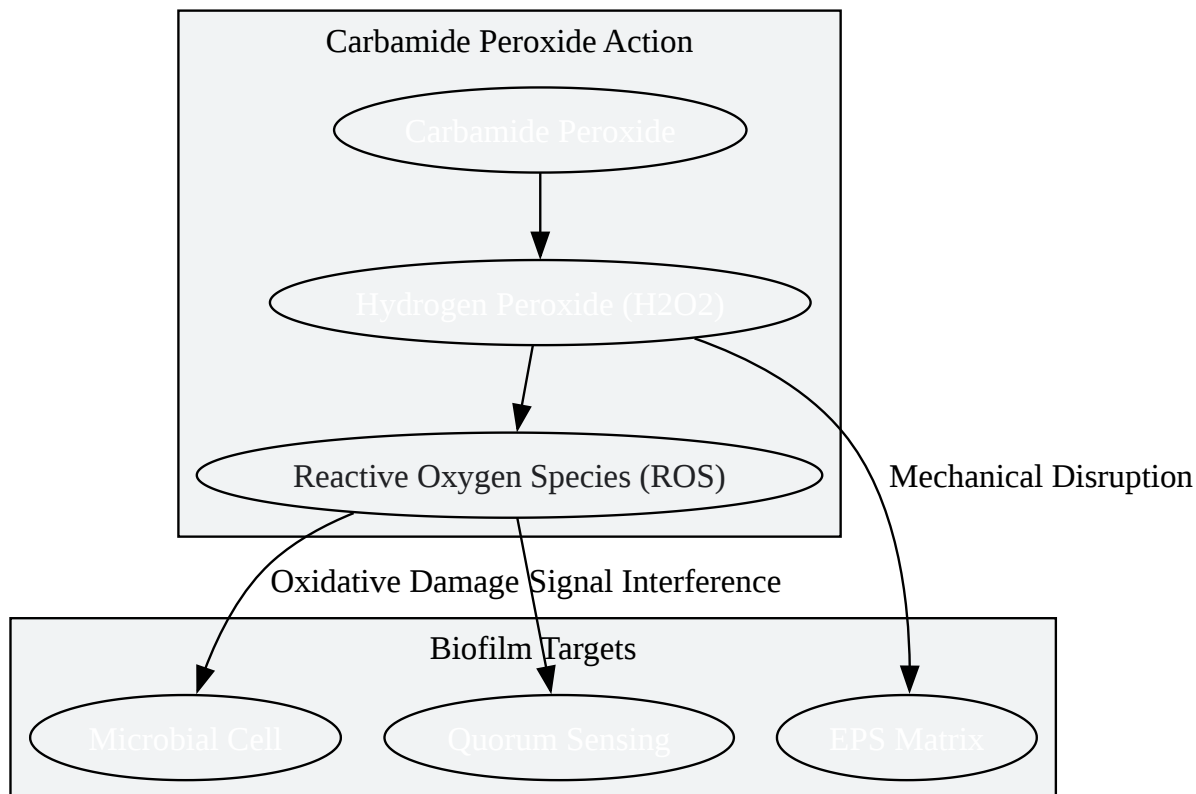 Carbamide Peroxide Action
Carbamide Peroxide
Hydrogen Peroxide (H2O2)
Reactive Oxygen Species (ROS)
Mechanical Disruption
Oxidative Damage
Signal Interference
Biofilm Targets
Microbial Cell
Quorum Sensing
EPS Matrix